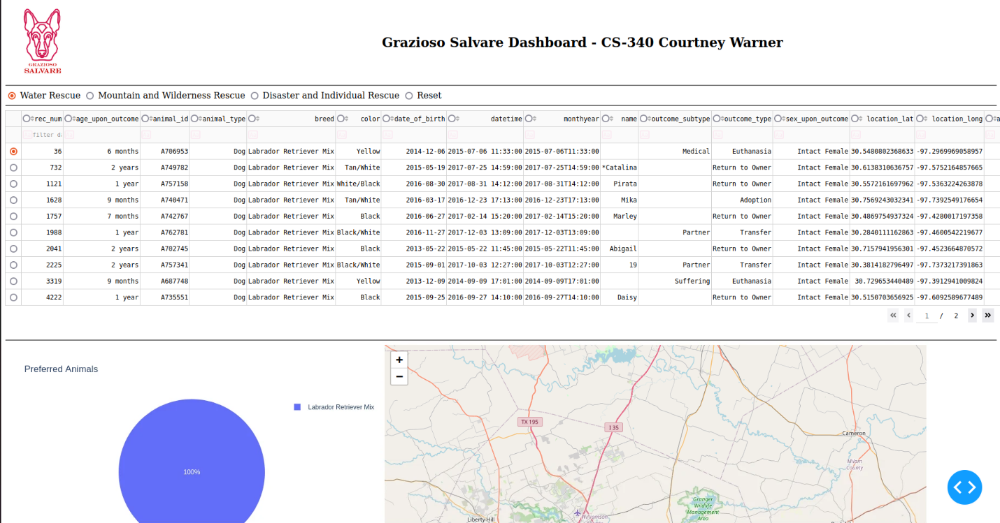 GRAZIOSO
SALVARE
Grazioso Salvare Dashboard - CS-340 Courtney Warner
Water Rescue Mountain and Wilderness Rescue Disaster and Individual Rescue Reset
rec_num age_upon_outcome animal_id animal_type breed color date_of_birth datetime monthyear name outcome_subtype outcome_type sex_upon_outcome location_lat location_long a
filter da
36 6 months A706953 Dog Labrador Retriever Mix Yellow 2014-12-06 2015-07-06 11:33:00 2015-07-06T11:33:00 Medical Euthanasia Intact Female 30.5480802368633 -97.2969969058957
732 2 years A749782 Dog Labrador Retriever Mix Tan/White 2015-05-19 2017-07-25 14:59:00 2017-07-25T14:59:00 *Catalina Return to Owner Intact Female 30.6138310636757 -97.5752164857665
1121 1 year A757158 Dog Labrador Retriever Mix White/Black 2016-08-30 2017-08-31 14:12:00 2017-08-31T14:12:00 Pirata Return to Owner Intact Female 30.5572161697962 -97.5363224263878
1628 9 months A740471 Dog Labrador Retriever Mix Tan/White 2016-03-17 2016-12-23 17:13:00 2016-12-23T17:13:00 Mika Adoption Intact Female 30.7569243032341 -97.7392549176654
1757 7 months A742767 Dog Labrador Retriever Mix Black 2016-06-27 2017-02-14 15:20:00 2017-02-14T15:20:00 Marley Return to Owner Intact Female 30.4869754937324 -97.4280017197358
1988 1 year A762781 Dog Labrador Retriever Mix Black/White 2016-11-27 2017-12-03 13:09:00 2017-12-03T13:09:00 Partner Transfer Intact Female 30.2840111162863 -97.4600542219677
2041 2 years A702745 Dog Labrador Retriever Mix Black 2013-05-22 2015-05-22 11:45:00 2015-05-22T11:45:00 Abigail Return to Owner Intact Female 30.7157941956301 -97.4523664870572
2225 2 years A757341 Dog Labrador Retriever Mix Black/White 2015-09-01 2017-10-03 12:27:00 2017-10-03T12:27:00 19 Partner Transfer Intact Female 30.3814182796497 -97.7373217391863
3319 9 months A687748 Dog Labrador Retriever Mix Yellow 2013-12-09 2014-09-09 17:01:00 2014-09-09T17:01:00 Suffering Euthanasia Intact Female 30.729653440489 -97.3912941009824
4222 1 year A735551 Dog Labrador Retriever Mix Black 2015-09-25 2016-09-27 14:10:00 2016-09-27T14:10:00 Daisy Return to Owner Intact Female 30.5150703656925 -97.6092589677489
1 / 2
Preferred Animals
Labrador Retriever Mix
100%
+
−
TX 195
I 35
Cameron
Milam
County
Granger
Wildlife
Management
Area
Williamson
Liberty Hill